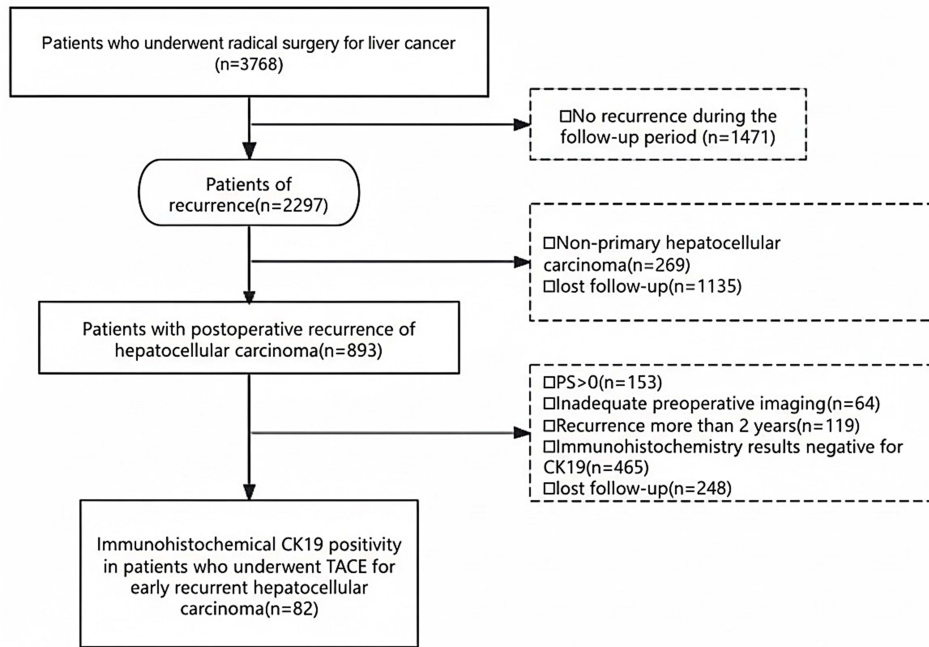 Patients who underwent radical surgery for liver cancer
(n=3768)
□No recurrence during the
follow-up period (n=1471)
Patients of
recurrence(n=2297)
□Non-primary hepatocellular
carcinoma(n=269)
□lost follow-up(n=1135)
Patients with postoperative recurrence of
hepatocellular carcinoma(n=893)
□PS>0(n=153)
□Inadequate preoperative imaging(n=64)
□Recurrence more than 2 years(n=119)
□Immunohistochemistry results negative for
CK19(n=465)
□lost follow-up(n=248)
Immunohistochemical CK19 positivity
in patients who underwent TACE for
early recurrent hepatocellular
carcinoma(n=82)